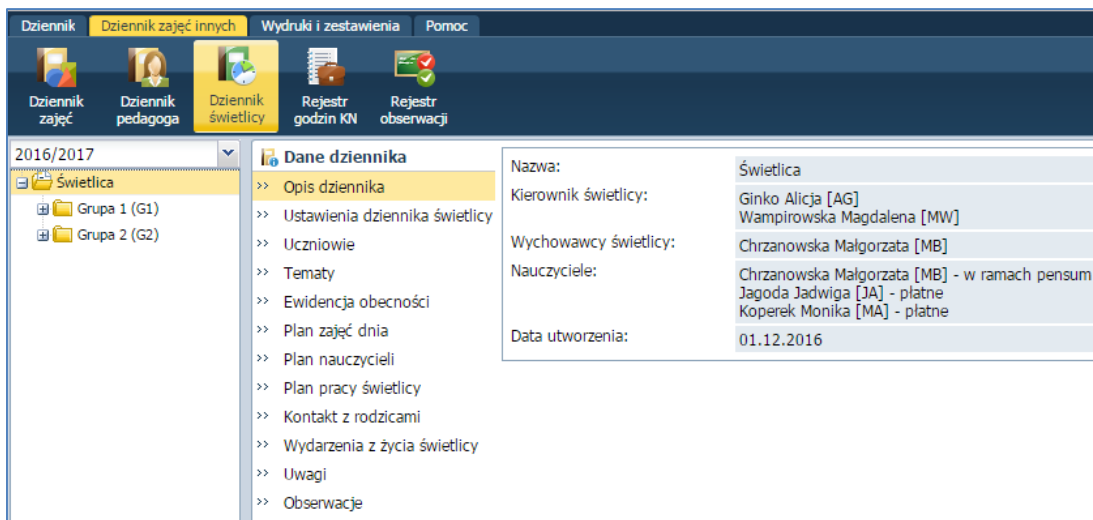 Dziennik Dziennik zajęć innych Wydruki i zestawienia Pomoc
Dziennik zajęć
Dziennik pedagoga
Dziennik świetlicy
Rejestr godzin KN
Rejestr obserwacji
2016/2017
Świetlica
Grupa 1 (G1)
Grupa 2 (G2)
Dane dziennika
>> Opis dziennika
>> Ustawienia dziennika świetlicy
>> Uczniowie
>> Tematy
>> Ewidencja obecności
>> Plan zajęć dnia
>> Plan nauczycieli
>> Plan pracy świetlicy
>> Kontakt z rodzicami
>> Wydarzenia z życia świetlicy
>> Uwagi
>> Obserwacje
Nazwa: Świetlica
Kierownik świetlicy: Ginko Alicja [AG]
Wampirowska Magdalena [MW]
Wychowawcy świetlicy: Chrzanowska Małgorzata [MB]
Nauczyciele: Chrzanowska Małgorzata [MB] - w ramach pensum
Jagoda Jadwiga [JA] - płatne
Koperek Monika [MA] - płatne
Data utworzenia: 01.12.2016